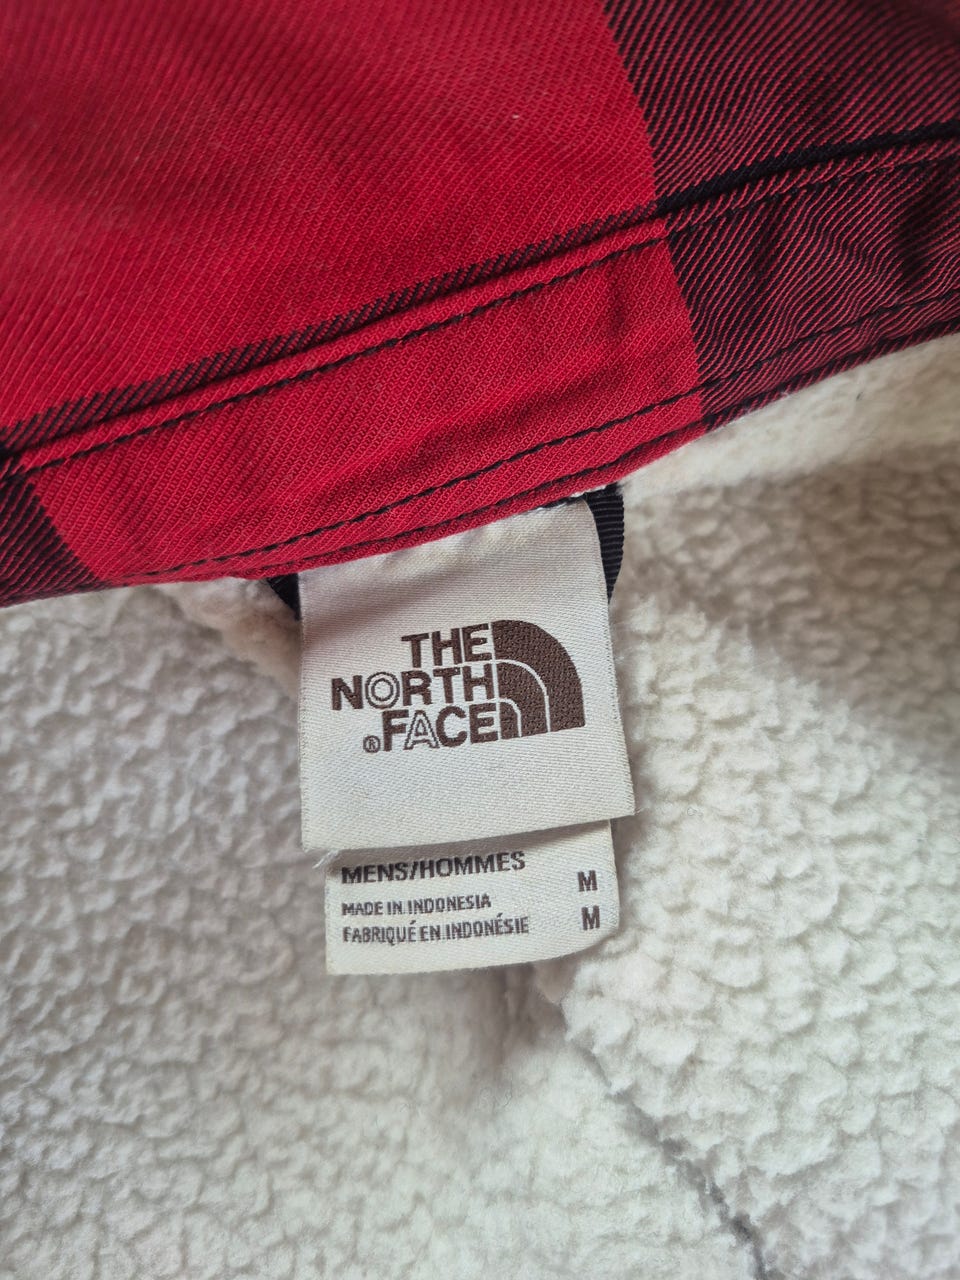 THE
NORTH
®FACE
MENS/HOMMES
M
MADE IN INDONESIA
FABRIQUÉ EN INDONÉSIE
M